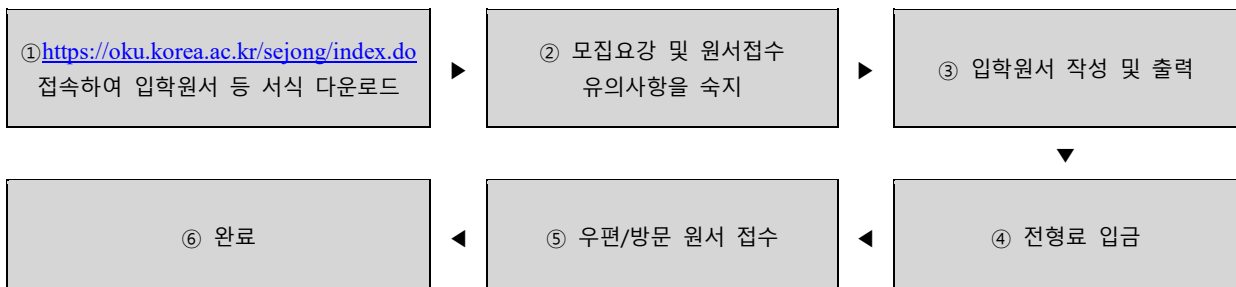 ①https://oku.korea.ac.kr/sejong/index.do
접속하여 입학원서 등 서식 다운로드
▶
② 모집요강 및 원서접수
유의사항을 숙지
▶
③ 입학원서 작성 및 출력
▼
④ 전형료 입금
◀
⑤ 우편/방문 원서 접수
◀
⑥ 완료